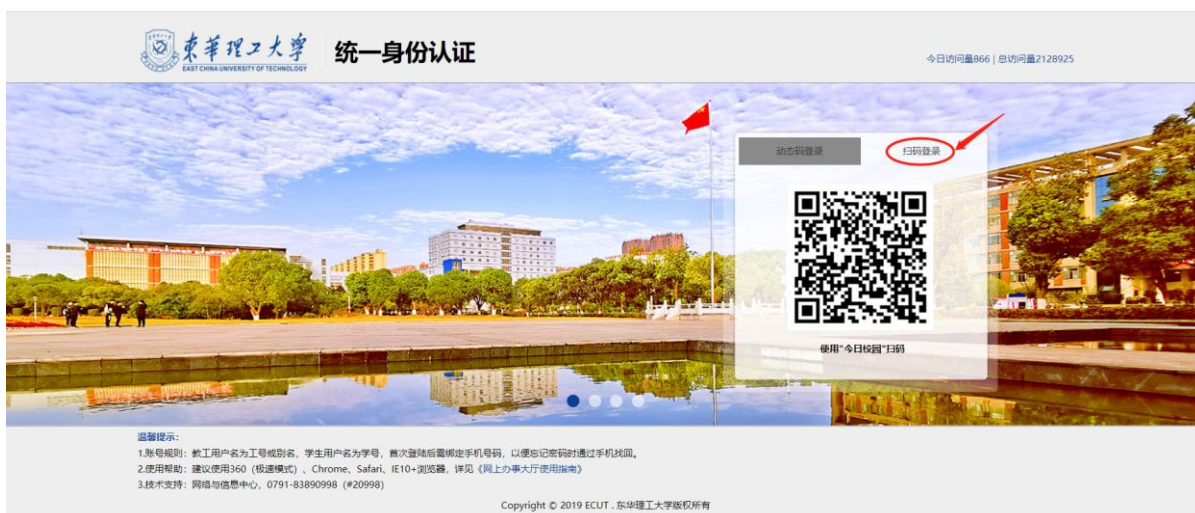 東華理工大學
EAST CHINA UNIVERSITY OF TECHNOLOGY
统一身份认证
今日访问量866 | 总访问量2128925
动态码登录
扫码登录
使用"今日校园"扫码
温馨提示：
1.账号规则：教工用户名为工号或别名，学生用户名为学号，首次登陆后需绑定手机号码，以便忘记密码时通过手机找回。
2.使用帮助：建议使用360（极速模式）、Chrome、Safari、IE10+浏览器，详见《网上办事大厅使用指南》
3.技术支持：网络与信息中心，0791-83890998（#20998）
Copyright © 2019 ECUT . 东华理工大学版权所有